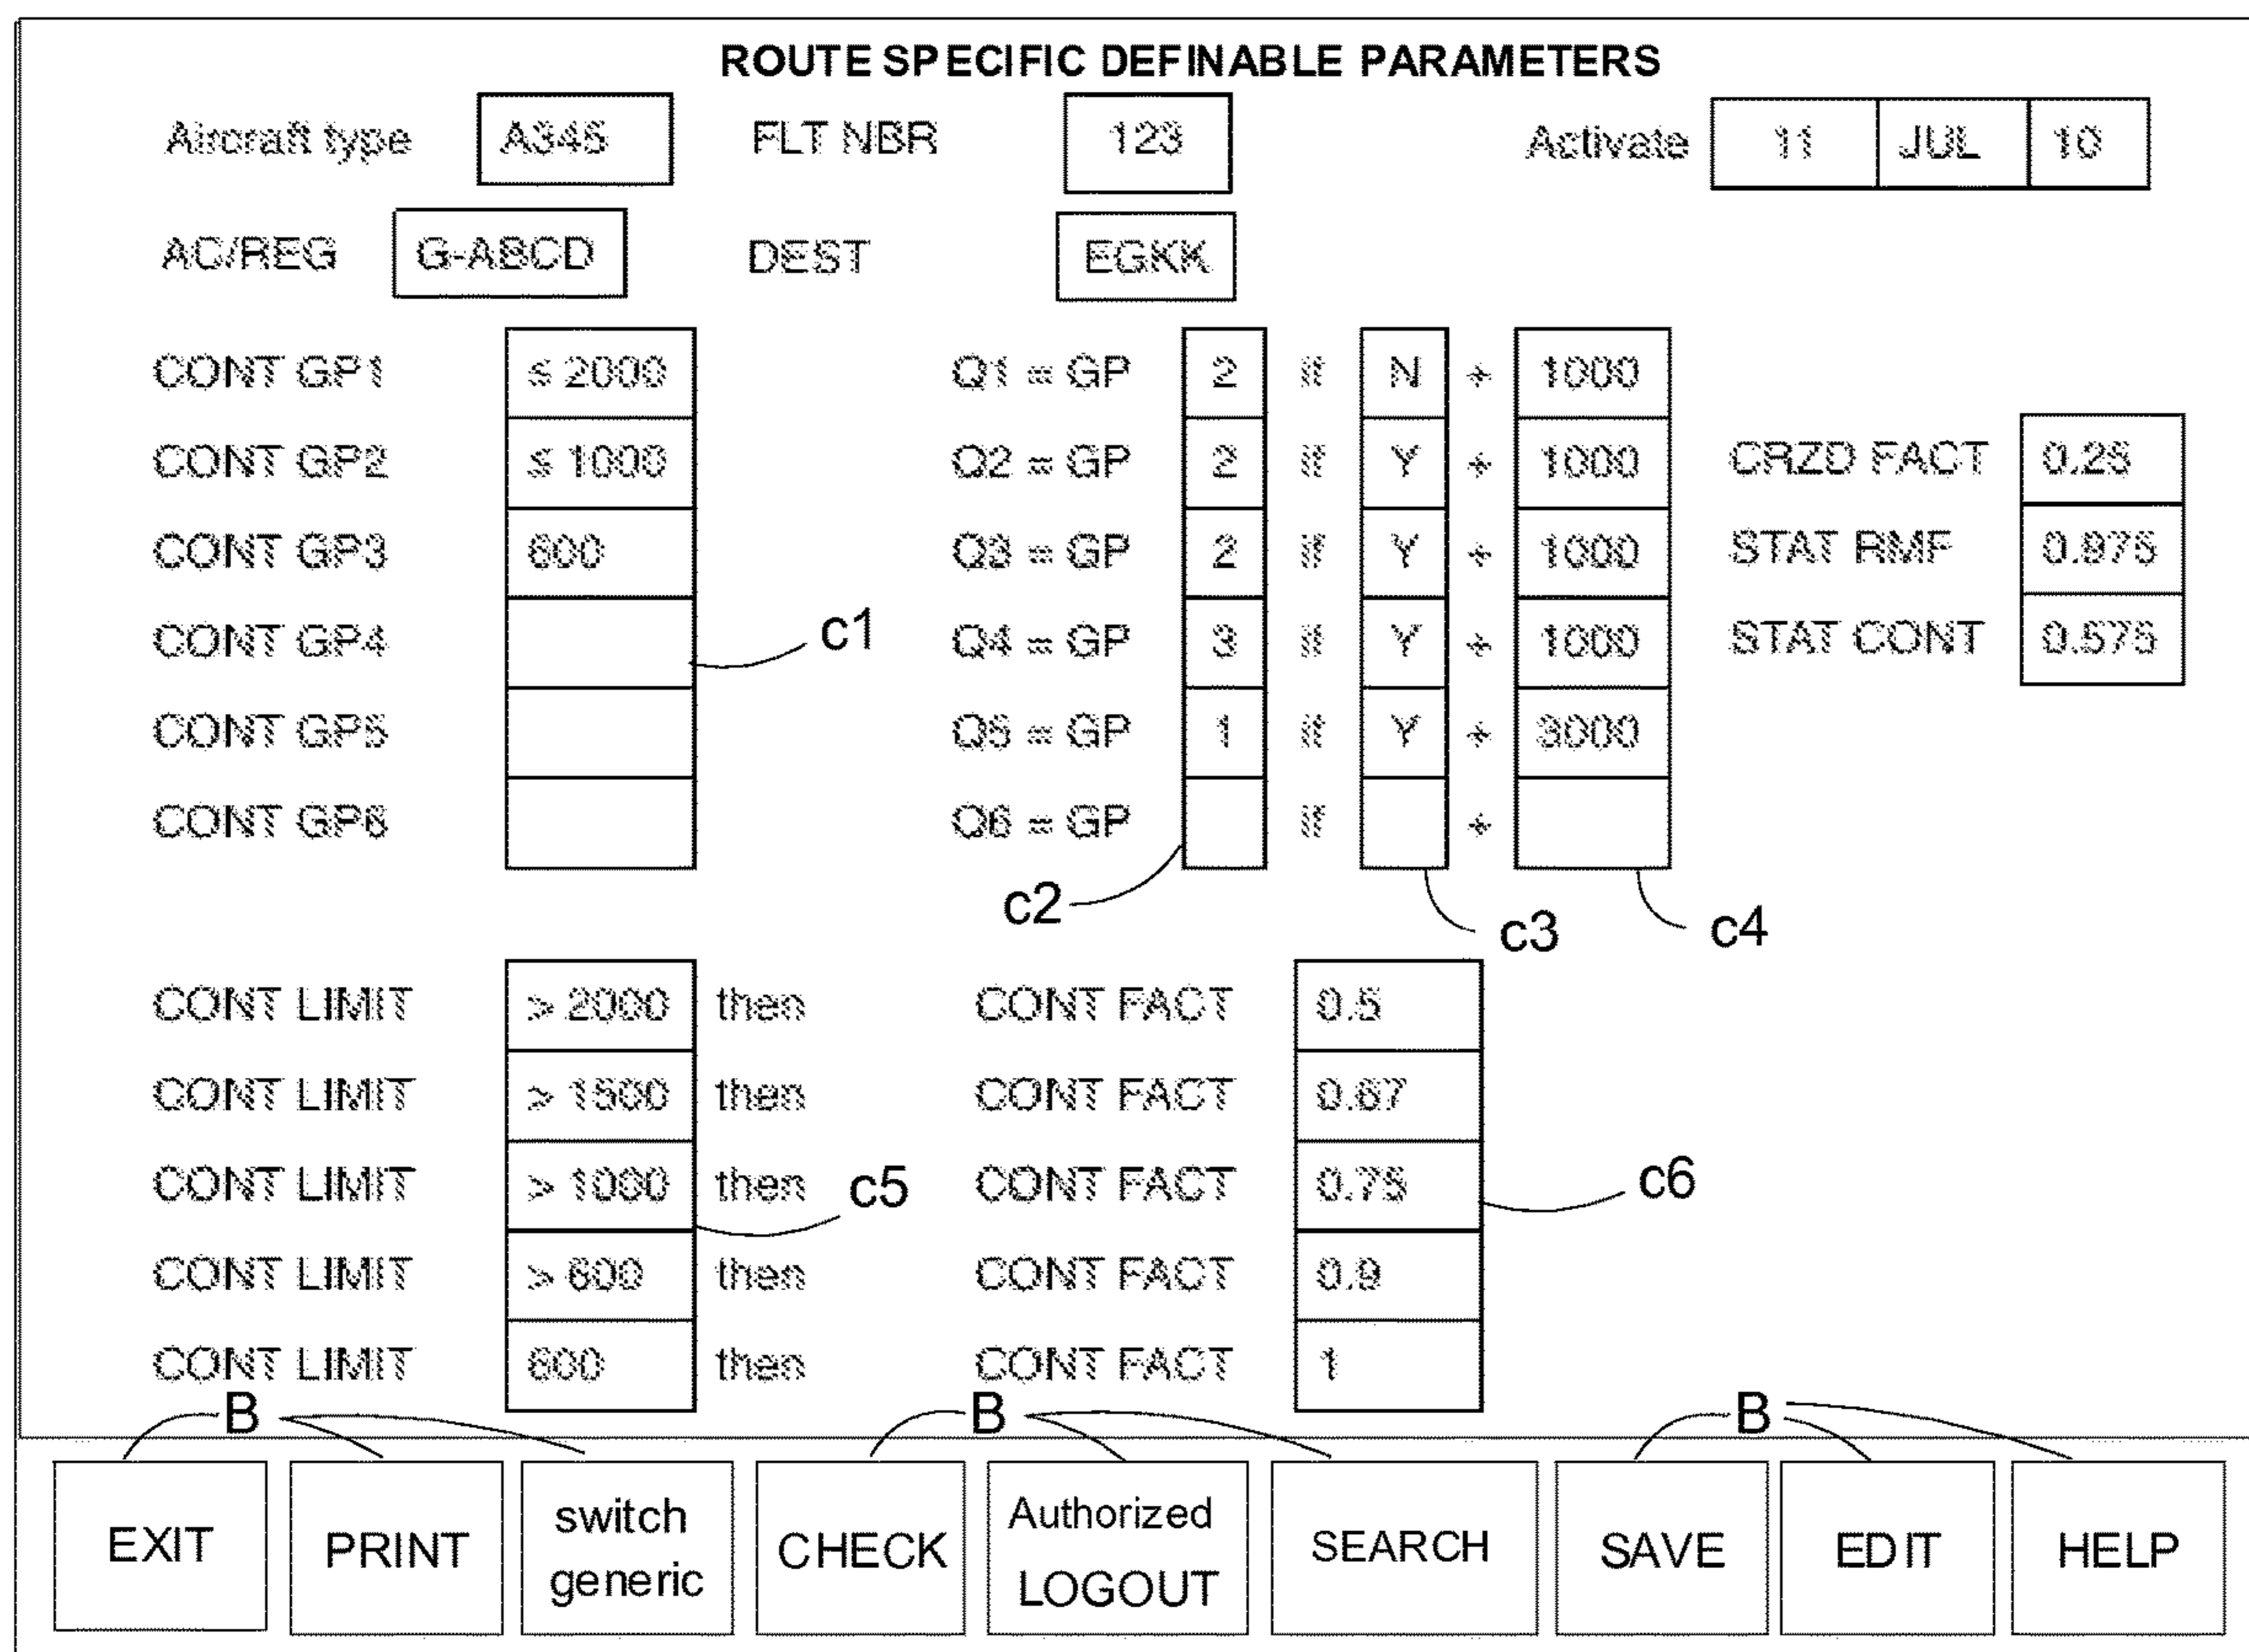 ROUTE SPECIFIC DEFINABLE PARAMETERS
Aircraft type A345 FLT NBR 123 Activate 11 JUL 10
AC/REG G-ABCD DEST EGKK
CONT GP1 ≤ 2000 Q1 = GP 2 if N + 1000
CONT GP2 ≤ 1000 Q2 = GP 2 if Y + 1000 CRZD FACT 0.25
CONT GP3 600 Q3 = GP 2 if Y + 1000 STAT RMF 0.975
CONT GP4 c1 Q4 = GP 3 if Y + 1000 STAT CONT 0.575
CONT GP5 Q5 = GP 1 if Y + 3000
CONT GP6 Q6 = GP if +
c2 c3 c4
CONT LIMIT > 2000 then CONT FACT 0.5
CONT LIMIT > 1500 then CONT FACT 0.67
CONT LIMIT > 1000 then c5 CONT FACT 0.75 c6
CONT LIMIT > 600 then CONT FACT 0.9
CONT LIMIT 600 then CONT FACT 1
B B B
EXIT PRINT switch generic CHECK Authorized LOGOUT SEARCH SAVE EDIT HELP